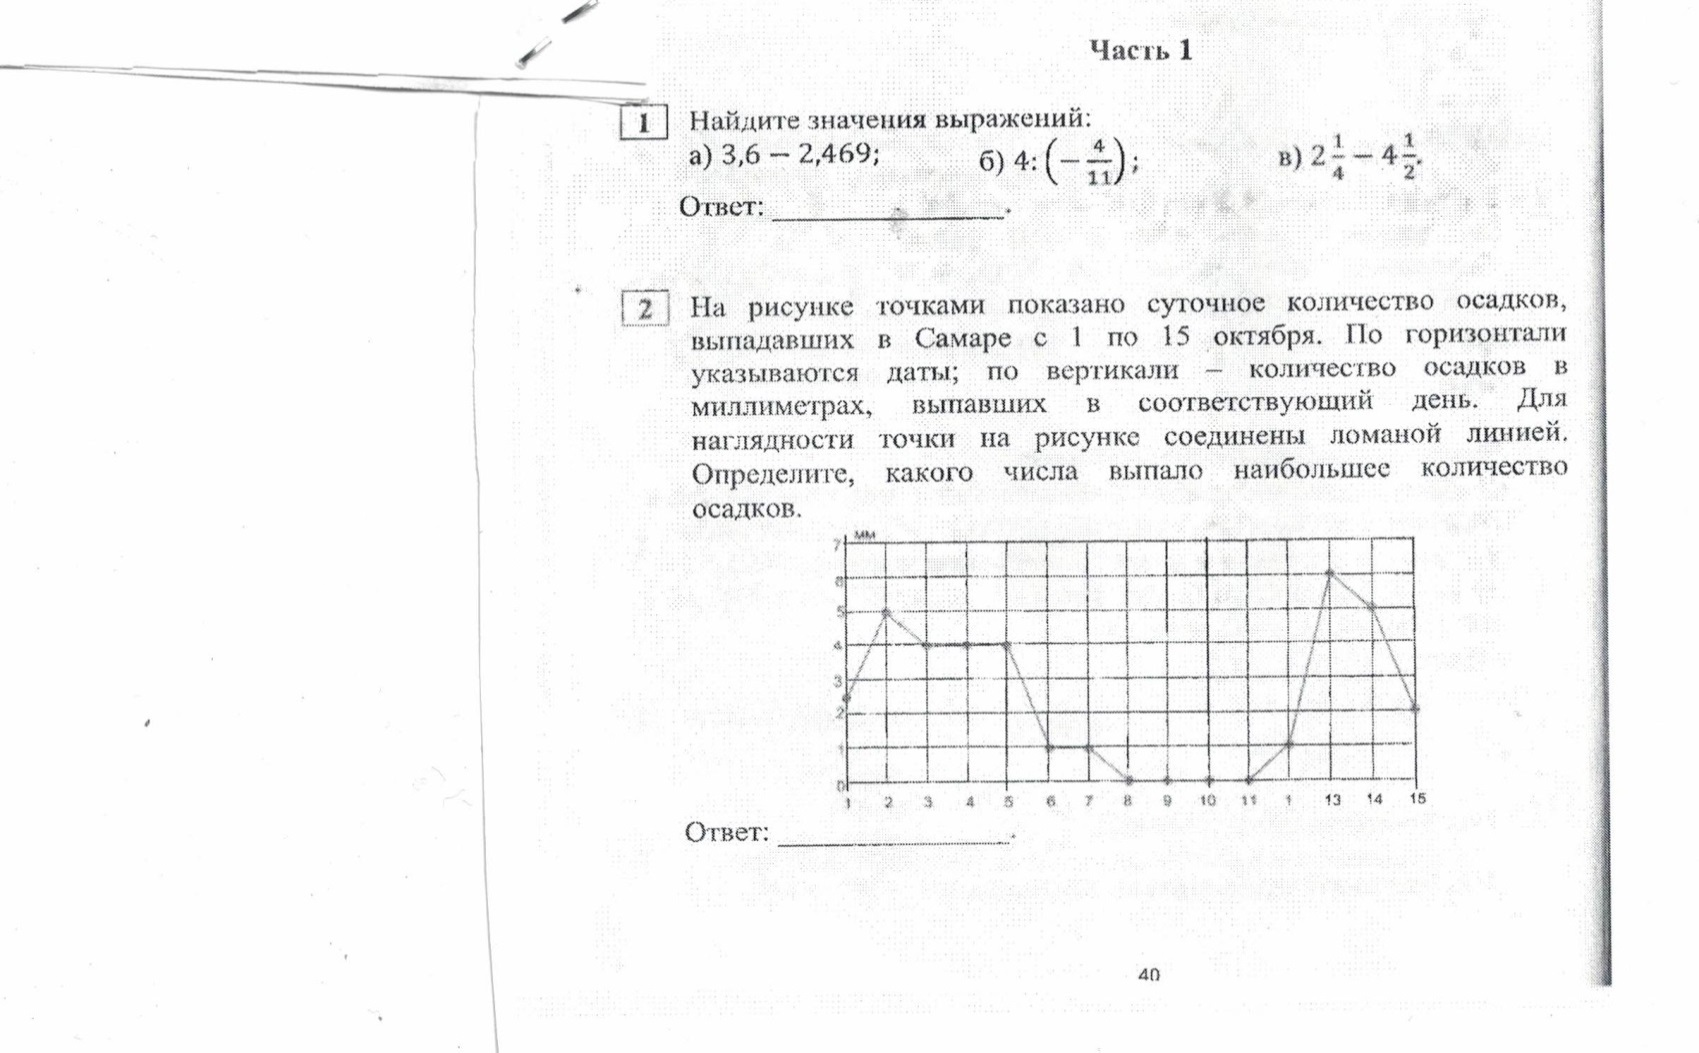 Часть 1
1 Найдите значения выражений:
а) 3,6 − 2,469; б) 4: (− 4/11); в) 2 1/4 − 4 1/2.
Ответ: ________________.
2 На рисунке точками показано суточное количество осадков,
выпадавших в Самаре с 1 по 15 октября. По горизонтали
указываются даты; по вертикали – количество осадков в
миллиметрах, выпавших в соответствующий день. Для
наглядности точки на рисунке соединены ломаной линией.
Определите, какого числа выпало наибольшее количество
осадков.
мм
7
6
5
4
3
2
1
0
1 2 3 4 5 6 7 8 9 10 11 1 13 14 15
Ответ: ________________.
40